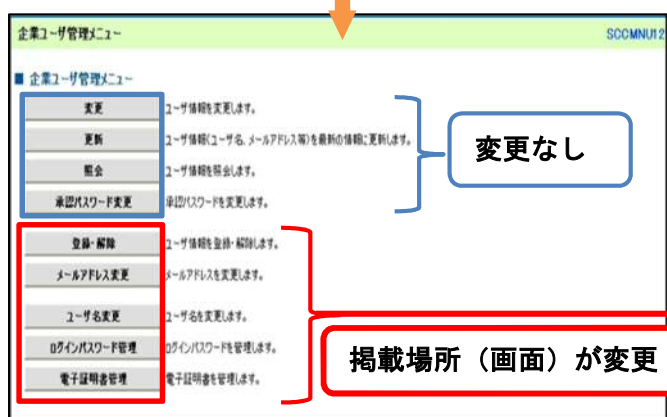 企業ユーザ管理メニュー SCCMNU12
■ 企業ユーザ管理メニュー
変更 ユーザ情報を変更します。
更新 ユーザ情報(ユーザ名、メールアドレス等)を最新の情報に更新します。
照会 ユーザ情報を照会します。
承認パスワード変更 承認パスワードを変更します。
変更なし
登録・解除 ユーザ情報を登録・解除します。
メールアドレス変更 メールアドレスを変更します。
ユーザ名変更 ユーザ名を変更します。
ログインパスワード管理 ログインパスワードを管理します。
電子証明書管理 電子証明書を管理します。
掲載場所（画面）が変更